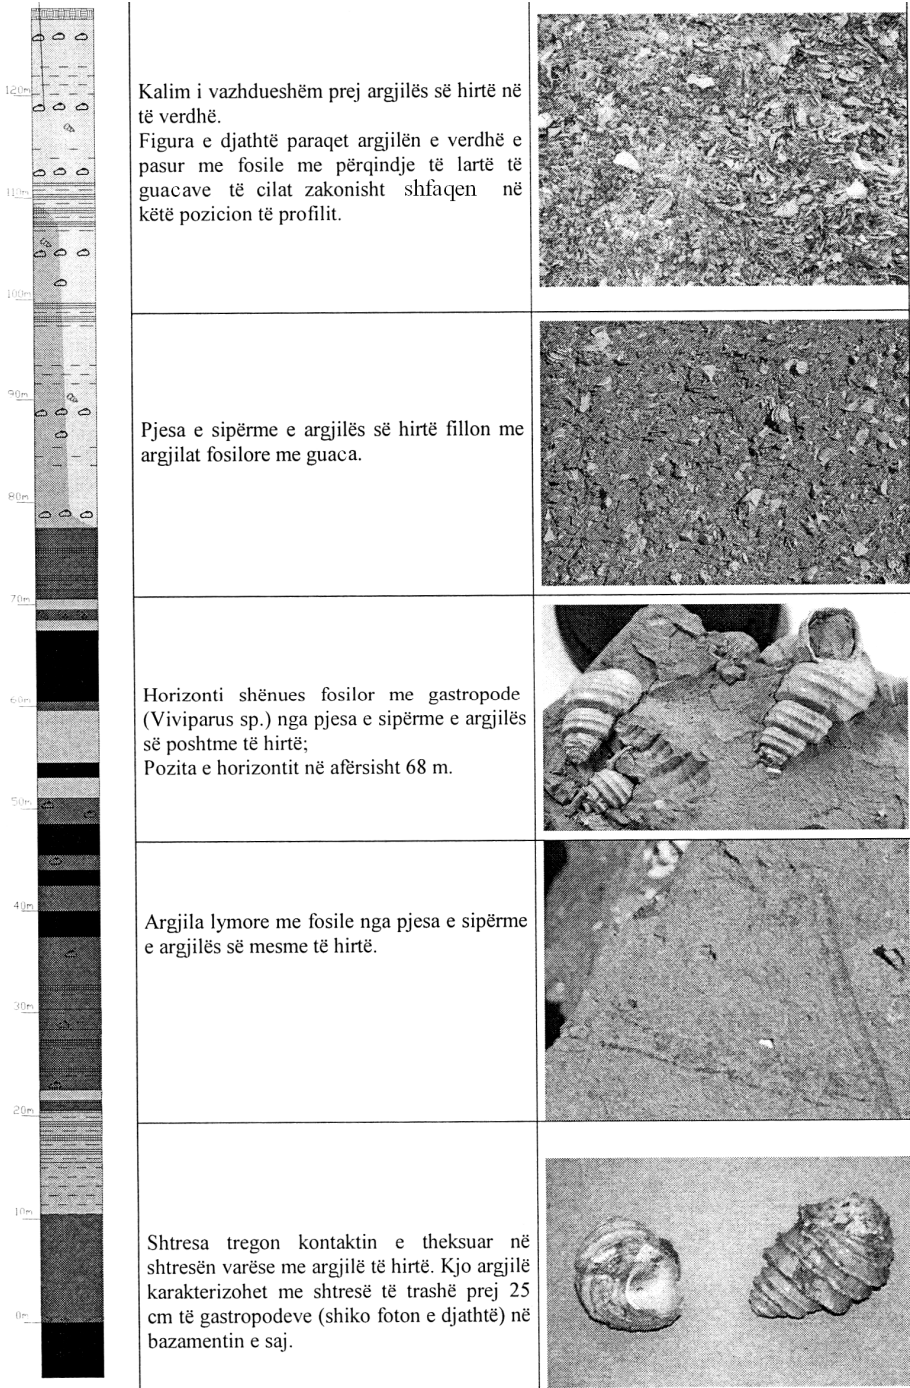 120m
110m
100m
90m
80m
70m
60m
50m
40m
30m
20m
10m
0m
Kalim i vazhdueshëm prej argjilës së hirtë në
të verdhë.
Figura e djathtë paraqet argjilën e verdhë e
pasur me fosile me përqindje të lartë të
guacave të cilat zakonisht shfaqen në
këtë pozicion të profilit.
Pjesa e sipërme e argjilës së hirtë fillon me
argjilat fosilore me guaca.
Horizonti shënues fosilor me gastropode
(Viviparus sp.) nga pjesa e sipërme e argjilës
së poshtme të hirtë;
Pozita e horizontit në afërsisht 68 m.
Argjila lymore me fosile nga pjesa e sipërme
e argjilës së mesme të hirtë.
Shtresa tregon kontaktin e theksuar në
shtresën varëse me argjilë të hirtë. Kjo argjilë
karakterizohet me shtresë të trashë prej 25
cm të gastropodeve (shiko foton e djathtë) në
bazamentin e saj.